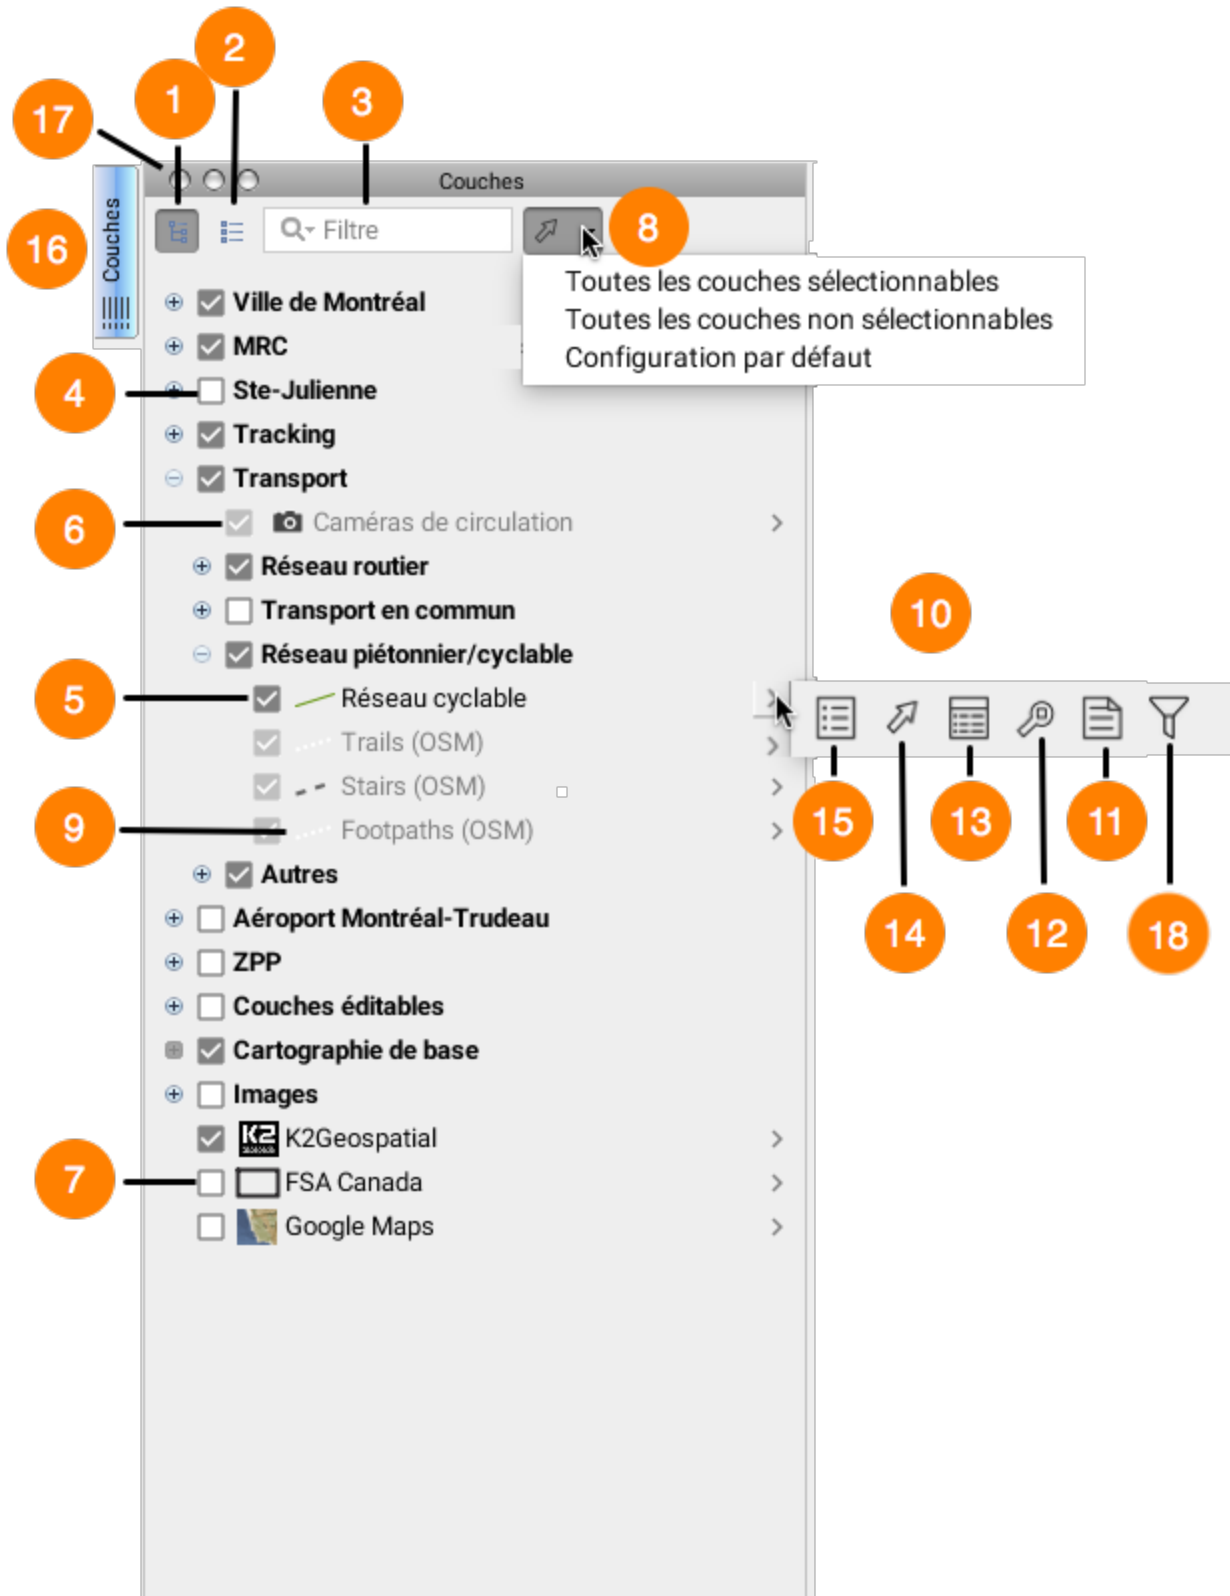 2
1
3
17
Couches
Couches
16
Filtre
8
Toutes les couches sélectionnables
Toutes les couches non sélectionnables
Configuration par défaut
Ville de Montréal
MRC
4
Ste-Julienne
Tracking
Transport
6
Caméras de circulation
Réseau routier
Transport en commun
10
Réseau piétonnier/cyclable
5
Réseau cyclable
Trails (OSM)
Stairs (OSM)
9
Footpaths (OSM)
15
13
11
14
12
18
Autres
Aéroport Montréal-Trudeau
ZPP
Couches éditables
Cartographie de base
Images
K2 K2Geospatial
7
FSA Canada
Google Maps